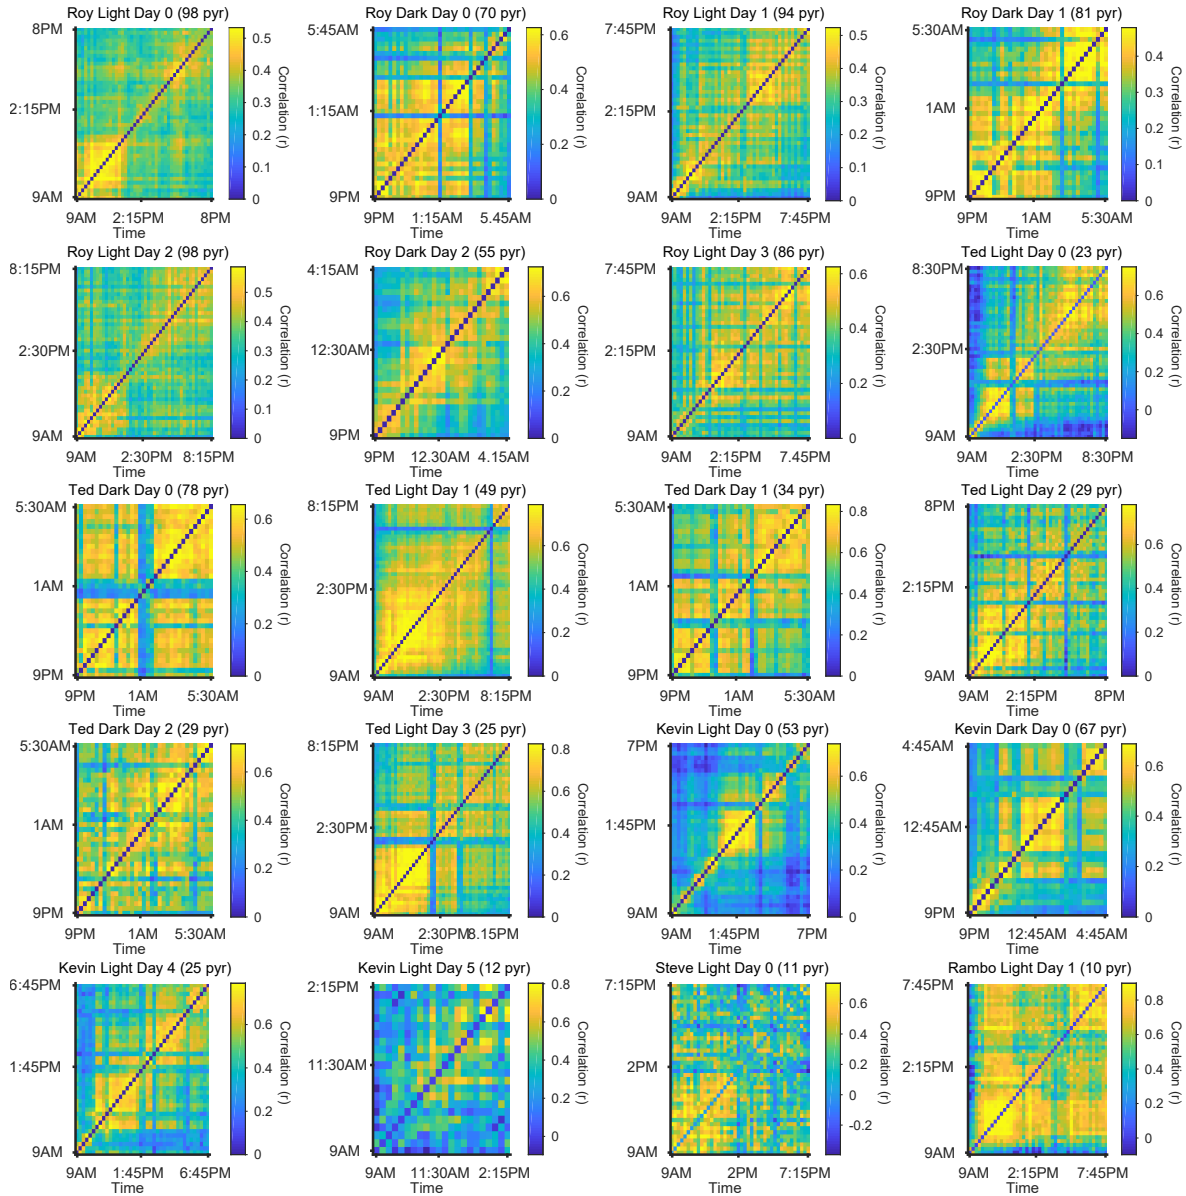 Roy Light Day 0 (98 pyr)
8PM
2:15PM
9AM
9AM 2:15PM 8PM
Time
0.5
0.4
0.3
0.2
0.1
0
Correlation (r)
Roy Dark Day 0 (70 pyr)
5:45AM
1:15AM
9PM
9PM 1:15AM 5.45AM
Time
0.6
0.4
0.2
0
Correlation (r)
Roy Light Day 1 (94 pyr)
7:45PM
2:15PM
9AM
9AM 2:15PM 7:45PM
Time
0.5
0.4
0.3
0.2
0.1
0
Correlation (r)
Roy Dark Day 1 (81 pyr)
5:30AM
1AM
9PM
9PM 1AM 5:30AM
Time
0.4
0.3
0.2
0.1
0
Correlation (r)
Roy Light Day 2 (98 pyr)
8:15PM
2:30PM
9AM
9AM 2:30PM 8:15PM
Time
0.5
0.4
0.3
0.2
0.1
0
Correlation (r)
Roy Dark Day 2 (55 pyr)
4:15AM
12:30AM
9PM
9PM 12.30AM 4.15AM
Time
0.6
0.4
0.2
0
Correlation (r)
Roy Light Day 3 (86 pyr)
7:45PM
2:15PM
9AM
9AM 2:15PM 7.45PM
Time
0.6
0.4
0.2
0
Correlation (r)
Ted Light Day 0 (23 pyr)
8:30PM
2:30PM
9AM
9AM 2:30PM 8:30PM
Time
0.6
0.4
0.2
0
Correlation (r)
Ted Dark Day 0 (78 pyr)
5:30AM
1AM
9PM
9PM 1AM 5:30AM
Time
0.6
0.4
0.2
0
Correlation (r)
Ted Light Day 1 (49 pyr)
8:15PM
2:30PM
9AM
9AM 2:30PM 8:15PM
Time
0.6
0.4
0.2
0
Correlation (r)
Ted Dark Day 1 (34 pyr)
5:30AM
1AM
9PM
9PM 1AM 5:30AM
Time
0.8
0.6
0.4
0.2
0
Correlation (r)
Ted Light Day 2 (29 pyr)
8PM
2:15PM
9AM
9AM 2:15PM 8PM
Time
0.6
0.4
0.2
0
Correlation (r)
Ted Dark Day 2 (29 pyr)
5:30AM
1AM
9PM
9PM 1AM 5:30AM
Time
0.6
0.4
0.2
0
Correlation (r)
Ted Light Day 3 (25 pyr)
8:15PM
2:30PM
9AM
9AM 2:30PM 8.15PM
Time
0.8
0.6
0.4
0.2
0
Correlation (r)
Kevin Light Day 0 (53 pyr)
7PM
1:45PM
9AM
9AM 1:45PM 7PM
Time
0.6
0.4
0.2
0
Correlation (r)
Kevin Dark Day 0 (67 pyr)
4:45AM
12:45AM
9PM
9PM 12:45AM 4:45AM
Time
0.6
0.4
0.2
0
Correlation (r)
Kevin Light Day 4 (25 pyr)
6:45PM
1:45PM
9AM
9AM 1:45PM 6:45PM
Time
0.6
0.4
0.2
0
Correlation (r)
Kevin Light Day 5 (12 pyr)
2:15PM
11:30AM
9AM
9AM 11:30AM 2:15PM
Time
0.8
0.6
0.4
0.2
0
Correlation (r)
Steve Light Day 0 (11 pyr)
7:15PM
2PM
9AM
9AM 2PM 7:15PM
Time
0.6
0.4
0.2
0
-0.2
Correlation (r)
Rambo Light Day 1 (10 pyr)
7:45PM
2:15PM
9AM
9AM 2:15PM 7:45PM
Time
0.8
0.6
0.4
0.2
0
Correlation (r)